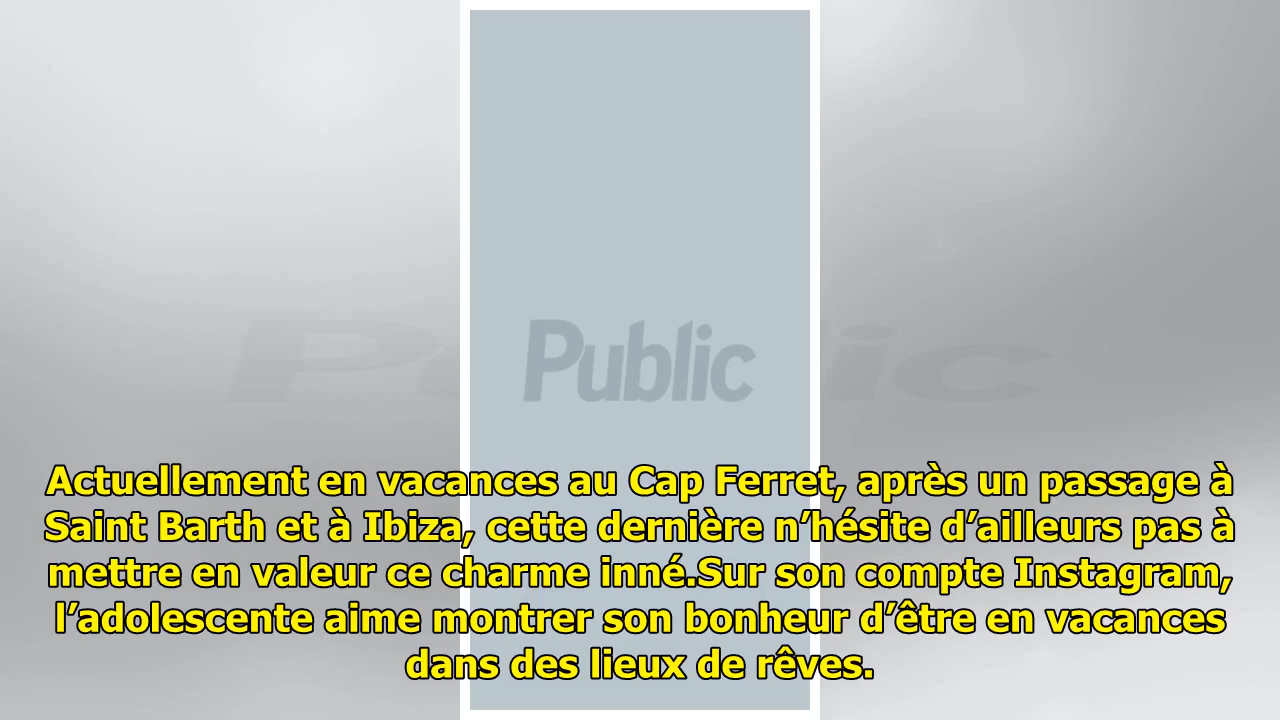 Public
Actuellement en vacances au Cap Ferret, après un passage à
Saint Barth et à Ibiza, cette dernière n’hésite d’ailleurs pas à
mettre en valeur ce charme inné.Sur son compte Instagram,
l’adolescente aime montrer son bonheur d’être en vacances
dans des lieux de rêves.